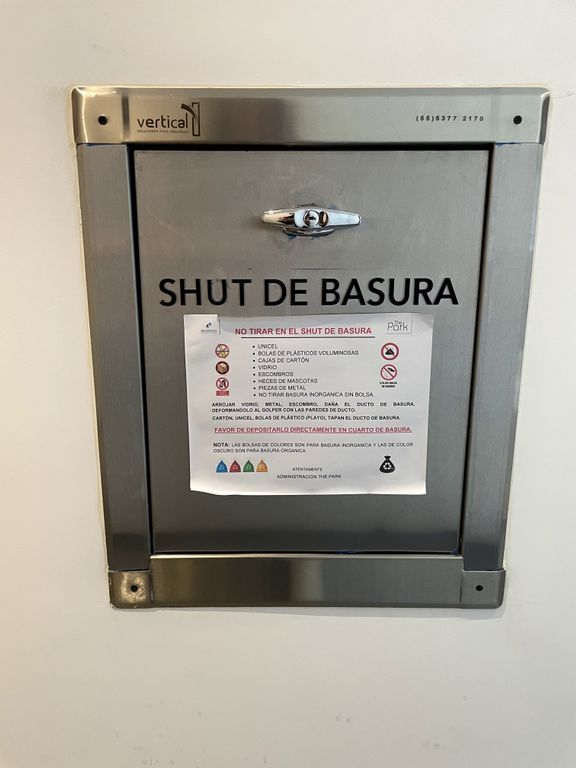 vertical
SOLUCIONES PARA INMUEBLES
(55)5377 2170
SHUT DE BASURA
NO TIRAR EN EL SHUT DE BASURA
The Park
• UNICEL
• BOLAS DE PLÁSTICOS VOLUMINOSAS
• CAJAS DE CARTÓN
• VIDRIO
• ESCOMBROS
• HECES DE MASCOTAS
• PIEZAS DE METAL
• NO TIRAR BASURA INORGANICA SIN BOLSA.
ARROJAR VIDRIO, METAL, ESCOMBRO, DAÑA EL DUCTO DE BASURA,
DEFORMANDOLO AL GOLPER CON LAS PAREDES DE DUCTO.
CARTÓN, UNICEL, BOLAS DE PLÁSTICO (PLAYO), TAPAN EL DUCTO DE BASURA.
FAVOR DE DEPOSITARLO DIRECTAMENTE EN CUARTO DE BASURA.
NOTA: LAS BOLSAS DE COLORES SON PARA BASURA INORGANICA Y LAS DE COLOR
OSCURO SON PARA BASURA ORGANICA.
ATENTAMENTE
ADMINISTRACION THE PARK